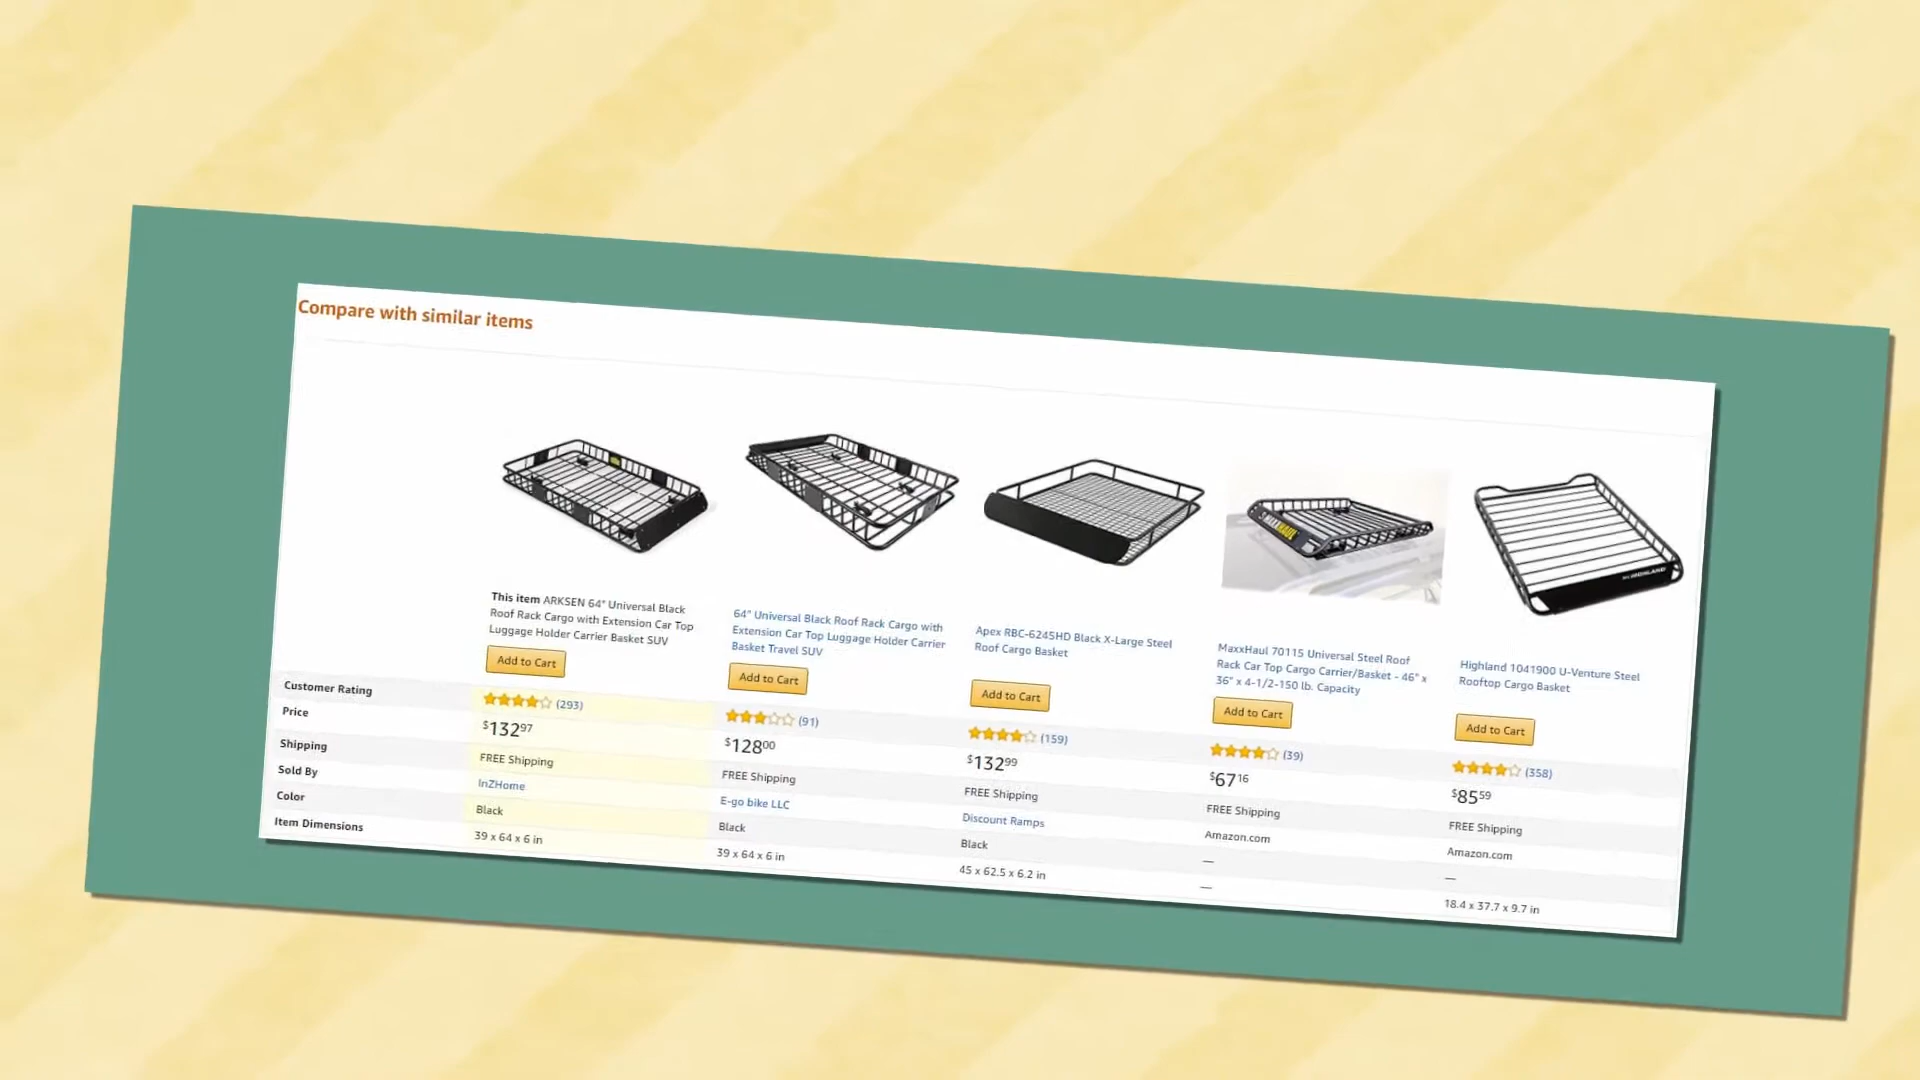 Compare with similar items
This item ARKSEN 64" Universal Black
Roof Rack Cargo with Extension Car Top
Luggage Holder Carrier Basket SUV
Add to Cart
64" Universal Black Roof Rack Cargo with
Extension Car Top Luggage Holder Carrier
Basket Travel SUV
Add to Cart
Apex RBC-6245HD Black X-Large Steel
Roof Cargo Basket
Add to Cart
MAXXHAUL
MaxxHaul 70115 Universal Steel Roof
Rack Car Top Cargo Carrier/Basket - 46" x
36" x 4-1/2-150 lb. Capacity
Add to Cart
HIGHLAND
Highland 1041900 U-Venture Steel
Rooftop Cargo Basket
Add to Cart
Customer Rating (293) (91) (159) (39) (358)
Price $13297 $12800 $13299 $6716 $8559
Shipping FREE Shipping FREE Shipping FREE Shipping FREE Shipping FREE Shipping
Sold By InZHome E-go bike LLC Discount Ramps Amazon.com Amazon.com
Color Black Black Black — —
Item Dimensions 39 x 64 x 6 in 39 x 64 x 6 in 45 x 62.5 x 6.2 in — 18.4 x 37.7 x 9.7 in